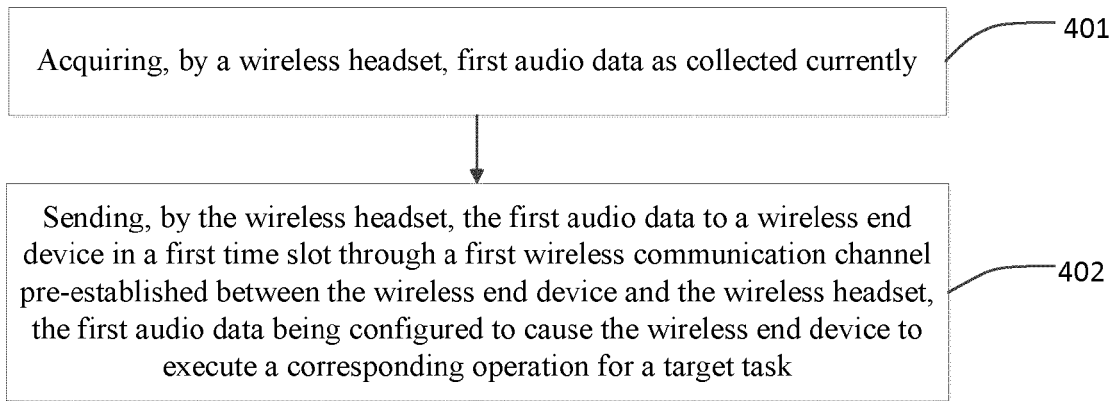 Acquiring, by a wireless headset, first audio data as collected currently
401
Sending, by the wireless headset, the first audio data to a wireless end
device in a first time slot through a first wireless communication channel
pre-established between the wireless end device and the wireless headset,
the first audio data being configured to cause the wireless end device to
execute a corresponding operation for a target task
402